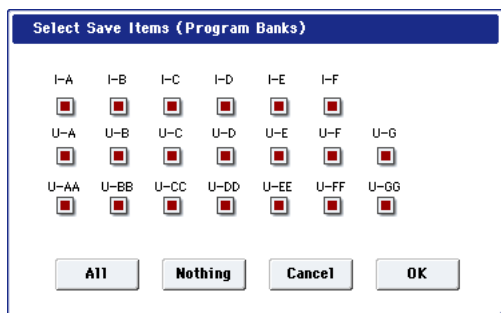 Select Save Items (Program Banks)
I-A I-B I-C I-D I-E I-F
U-A U-B U-C U-D U-E U-F U-G
U-AA U-BB U-CC U-DD U-EE U-FF U-GG
All Nothing Cancel OK